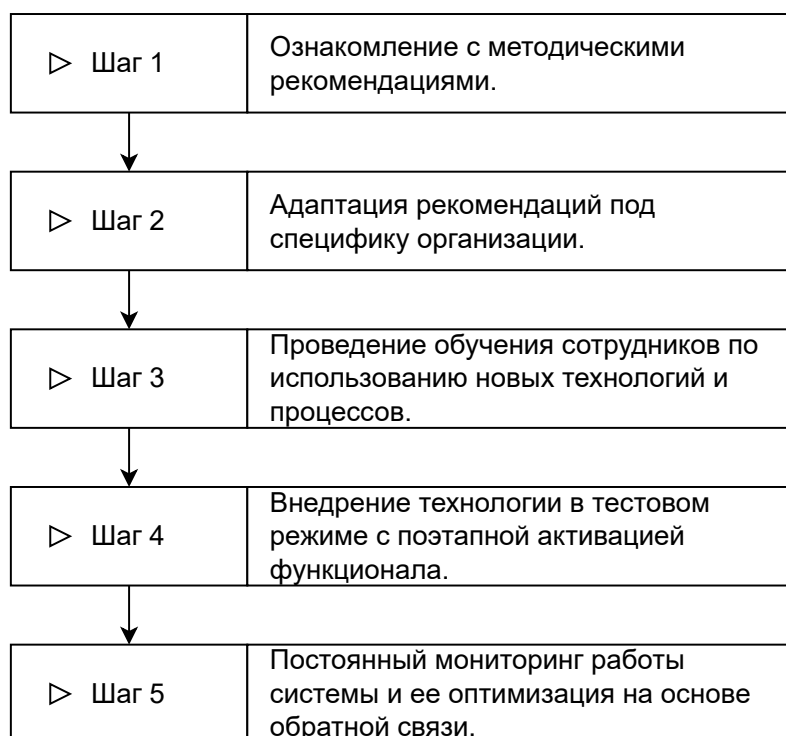 Шаг 1
Ознакомление с методическими
рекомендациями.
Шаг 2
Адаптация рекомендаций под
специфику организации.
Шаг 3
Проведение обучения сотрудников по
использованию новых технологий и
процессов.
Шаг 4
Внедрение технологии в тестовом
режиме с поэтапной активацией
функционала.
Шаг 5
Постоянный мониторинг работы
системы и ее оптимизация на основе
обратной связи.